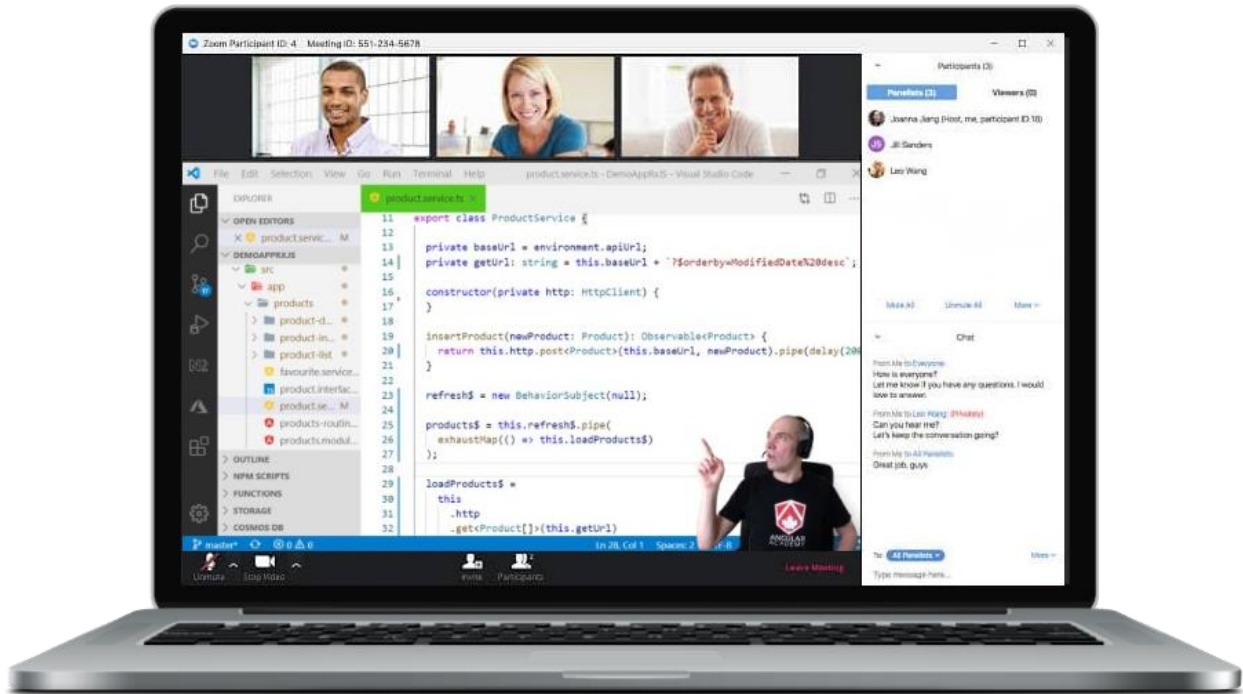 Zoom Participant ID: 4 Meeting ID: 551-234-5678
Participants (3)
Panelists (3) Viewers (0)
Joanna Jiang (Host, me, participant ID:18)
JS Jill Sanders
Leo Wang
Mute All Unmute All More
File Edit Selection View Go Run Terminal Help product.service.ts - DemoAppRxJS - Visual Studio Code
EXPLORER
OPEN EDITORS
product.servic... M
DEMOAPPRXJS
src
app
products
product-d...
product-in...
product-list
favourite.service...
TS product.interfac...
product.se... M
products-routin...
products.modul...
OUTLINE
NPM SCRIPTS
FUNCTIONS
STORAGE
COSMOS DB
product.service.ts
11 export class ProductService {
12
13 private baseUrl = environment.apiUrl;
14 private getUrl: string = this.baseUrl + `?$orderby=ModifiedDate%20desc`;
15
16 constructor(private http: HttpClient) {
17 }
18
19 insertProduct(newProduct: Product): Observable<Product> {
20 return this.http.post<Product>(this.baseUrl, newProduct).pipe(delay(200
21 }
22
23 refresh$ = new BehaviorSubject(null);
24
25 products$ = this.refresh$.pipe(
26 exhaustMap(() => this.loadProducts$)
27 );
28
29 loadProducts$ =
30 this
31 .http
32 .get<Product[]>(this.getUrl)
ANGULAR
ACADEMY
master* 0 0 Ln 28, Col 1 Spaces: 2
Unmute Stop Video Invite Participants 2 Leave Meeting
Chat
From Me to Everyone:
How is everyone?
Let me know if you have any questions. I would
love to answer.
From Me to Leo Wang: (Privately)
Can you hear me?
Let's keep the conversation going?
From Me to All Panelists:
Great job, guys
To: All Panelists More
Type message here...